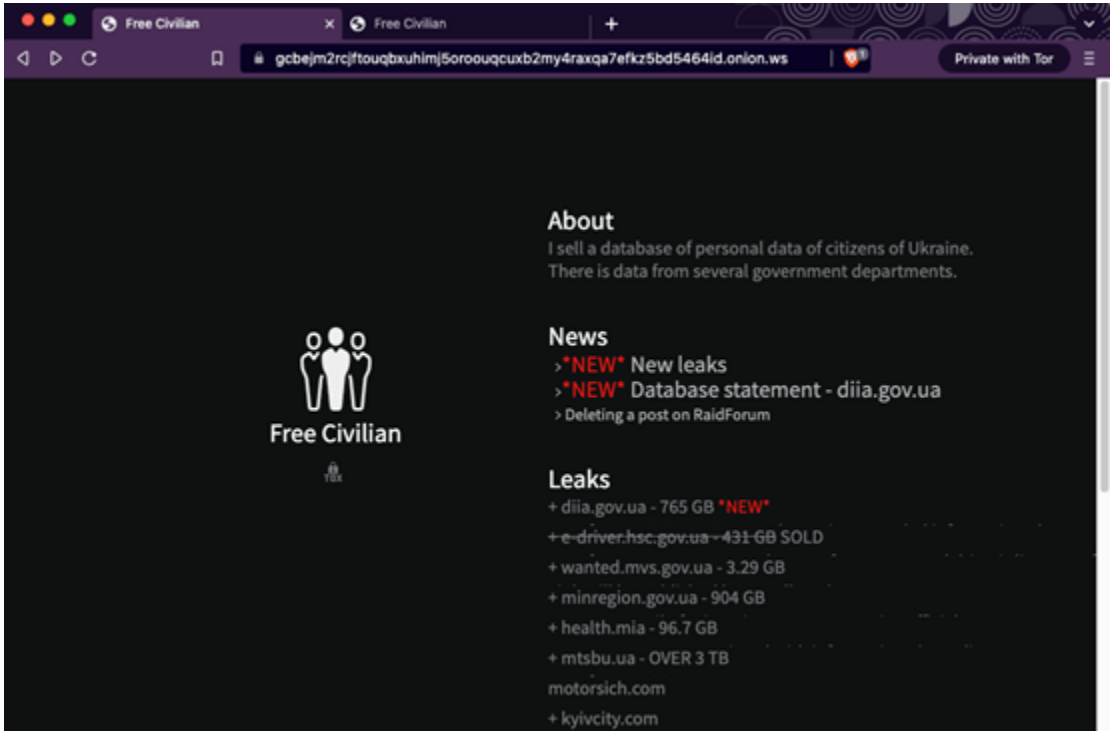 Free Civilian
Free Civilian
gcbejm2rcjftouqbxuhimj5oroouqcuxb2my4raxqa7efkz5bd5464id.onion.ws
Private with Tor
Free Civilian
TOX
About
I sell a database of personal data of citizens of Ukraine.
There is data from several government departments.
News
>*NEW* New leaks
>*NEW* Database statement - diia.gov.ua
> Deleting a post on RaidForum
Leaks
+ diia.gov.ua - 765 GB *NEW*
+ e-driver.hsc.gov.ua - 431 GB SOLD
+ wanted.mvs.gov.ua - 3.29 GB
+ minregion.gov.ua - 904 GB
+ health.mia - 96.7 GB
+ mtsbu.ua - OVER 3 TB
motorsich.com
+ kyivcity.com